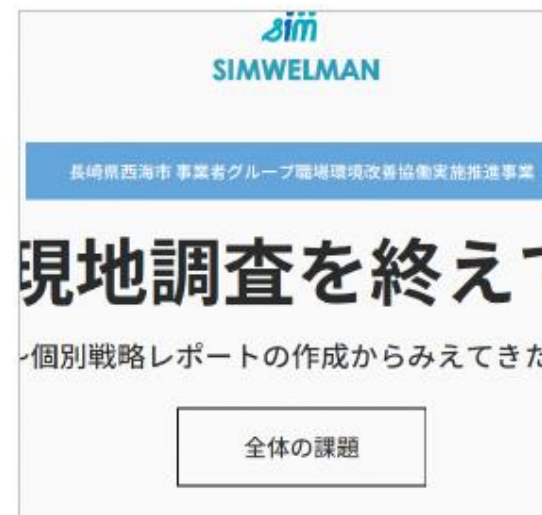 sim
SIMWELMAN
長崎県西海市 事業者グループ職場環境改善協働実施推進事業
現地調査を終えて
~個別戦略レポートの作成からみえてきた
全体の課題